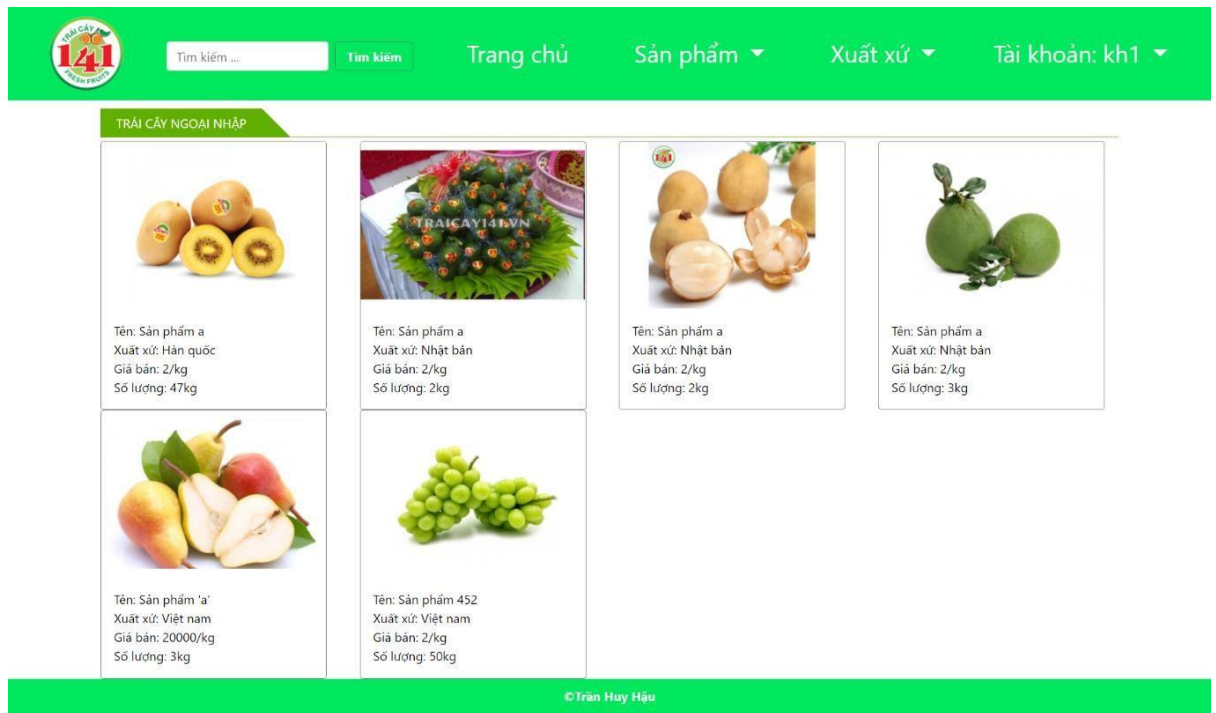 TRÁI CÂY
141
FRESH FRUITS
Tìm kiếm ...
Tìm kiếm
Trang chủ
Sản phẩm
Xuất xứ
Tài khoản: kh1
TRÁI CÂY NGOẠI NHẬP
TRAICAY141.VN
141
Tên: Sản phẩm a
Xuất xứ: Hàn quốc
Giá bán: 2/kg
Số lượng: 47kg
Tên: Sản phẩm a
Xuất xứ: Nhật bản
Giá bán: 2/kg
Số lượng: 2kg
Tên: Sản phẩm a
Xuất xứ: Nhật bản
Giá bán: 2/kg
Số lượng: 2kg
Tên: Sản phẩm a
Xuất xứ: Nhật bản
Giá bán: 2/kg
Số lượng: 3kg
Tên: Sản phẩm 'a'
Xuất xứ: Việt nam
Giá bán: 20000/kg
Số lượng: 3kg
Tên: Sản phẩm 452
Xuất xứ: Việt nam
Giá bán: 2/kg
Số lượng: 50kg
©Trần Huy Hậu